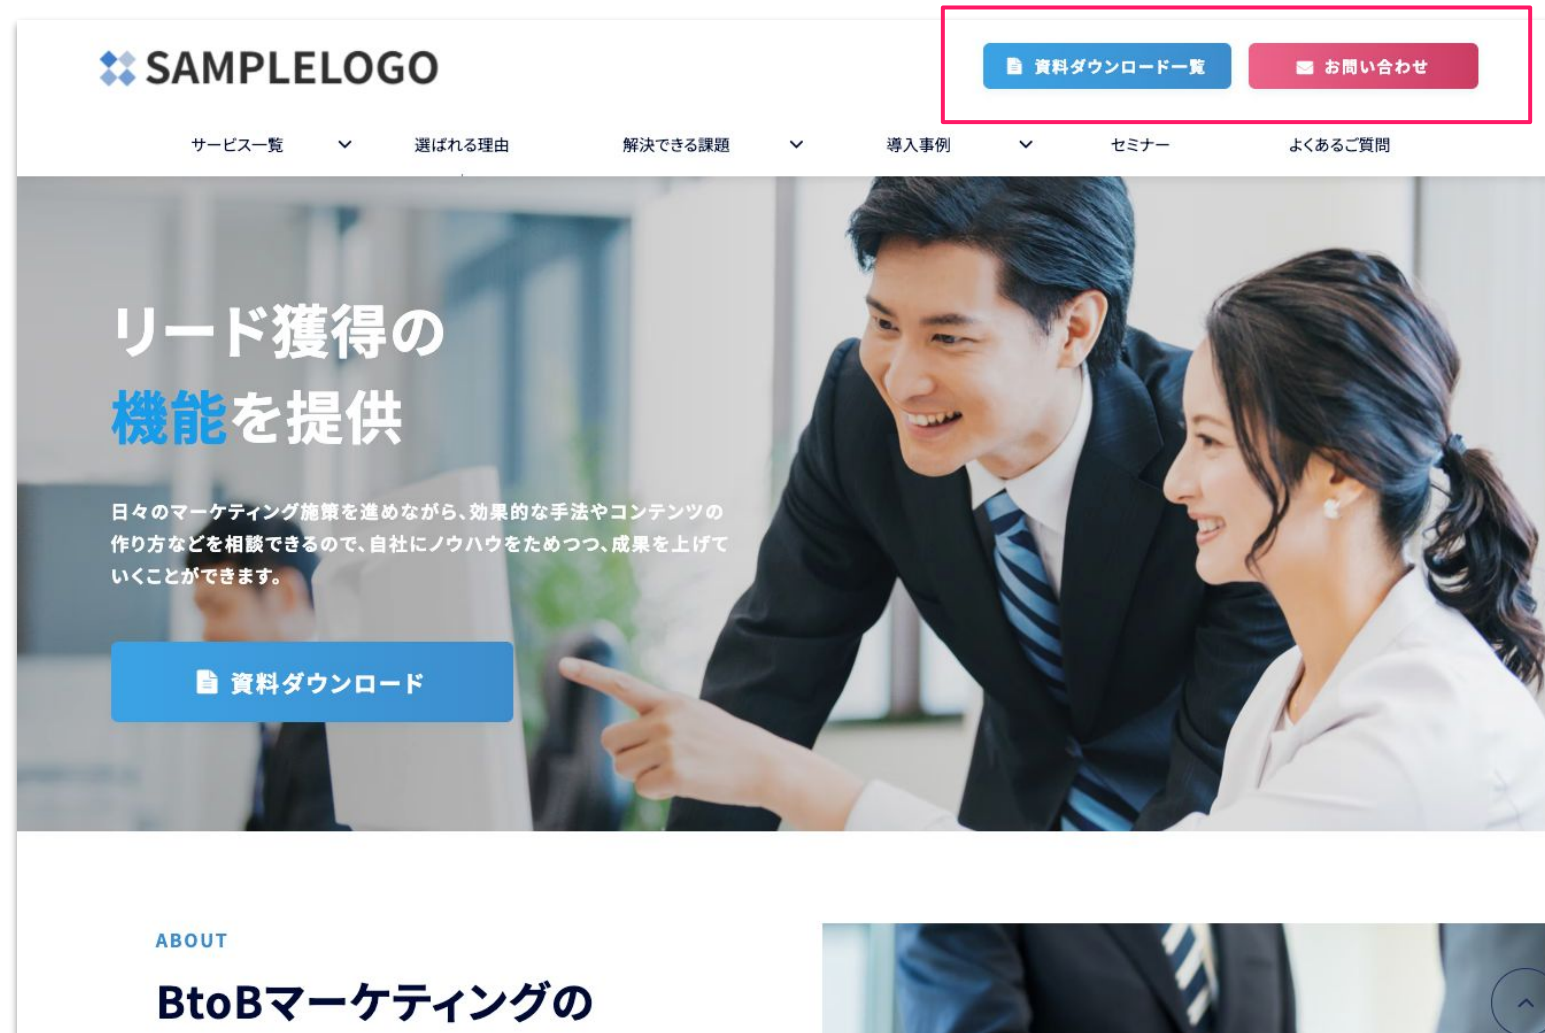 SAMPLELOGO
資料ダウンロード一覧
お問い合わせ
サービス一覧
選ばれる理由
解決できる課題
導入事例
セミナー
よくあるご質問
リード獲得の
機能を提供
日々のマーケティング施策を進めながら、効果的な手法やコンテンツの
作り方などを相談できるので、自社にノウハウをためつつ、成果を上げて
いくことができます。
資料ダウンロード
ABOUT
BtoBマーケティングの